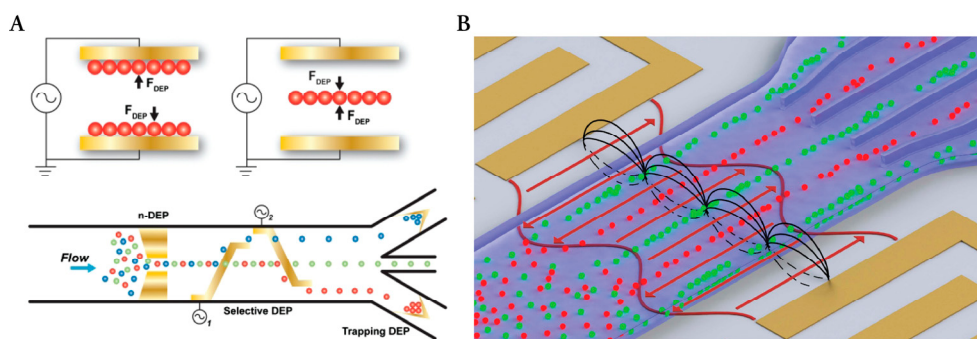 A
B
F DEP
F DEP
F DEP
F DEP
n-DEP
2
Flow
1
Selective DEP
Trapping DEP